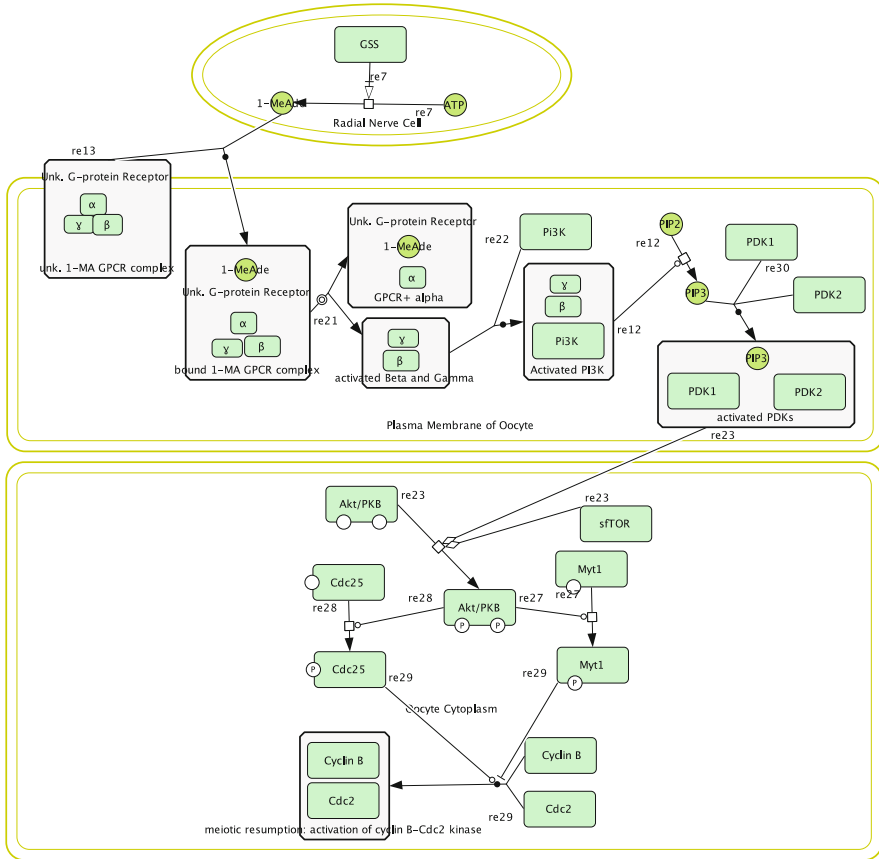 GSS
re7
1-MeAde
ATP
re7
Radial Nerve Cell
re13
Unk. G-protein Receptor
α
γ
β
unk. 1-MA GPCR complex
1-MeAde
Unk. G-protein Receptor
α
γ
β
bound 1-MA GPCR complex
re21
Unk. G-protein Receptor
1-MeAde
α
GPCR+ alpha
γ
β
activated Beta and Gamma
re22
Pi3K
γ
β
Pi3K
Activated PI3K
re12
PIP2
re12
PIP3
PDK1
re30
PDK2
PIP3
PDK1
PDK2
activated PDKs
Plasma Membrane of Oocyte
re23
Akt/PKB
re23
re23
sfTOR
Cdc25
re28
re28
Akt/PKB
P
P
re27
Myt1
re27
P
Cdc25
re29
re29
Myt1
P
Oocyte Cytoplasm
Cyclin B
Cdc2
meiotic resumption: activation of cyclin B-Cdc2 kinase
Cyclin B
re29
Cdc2